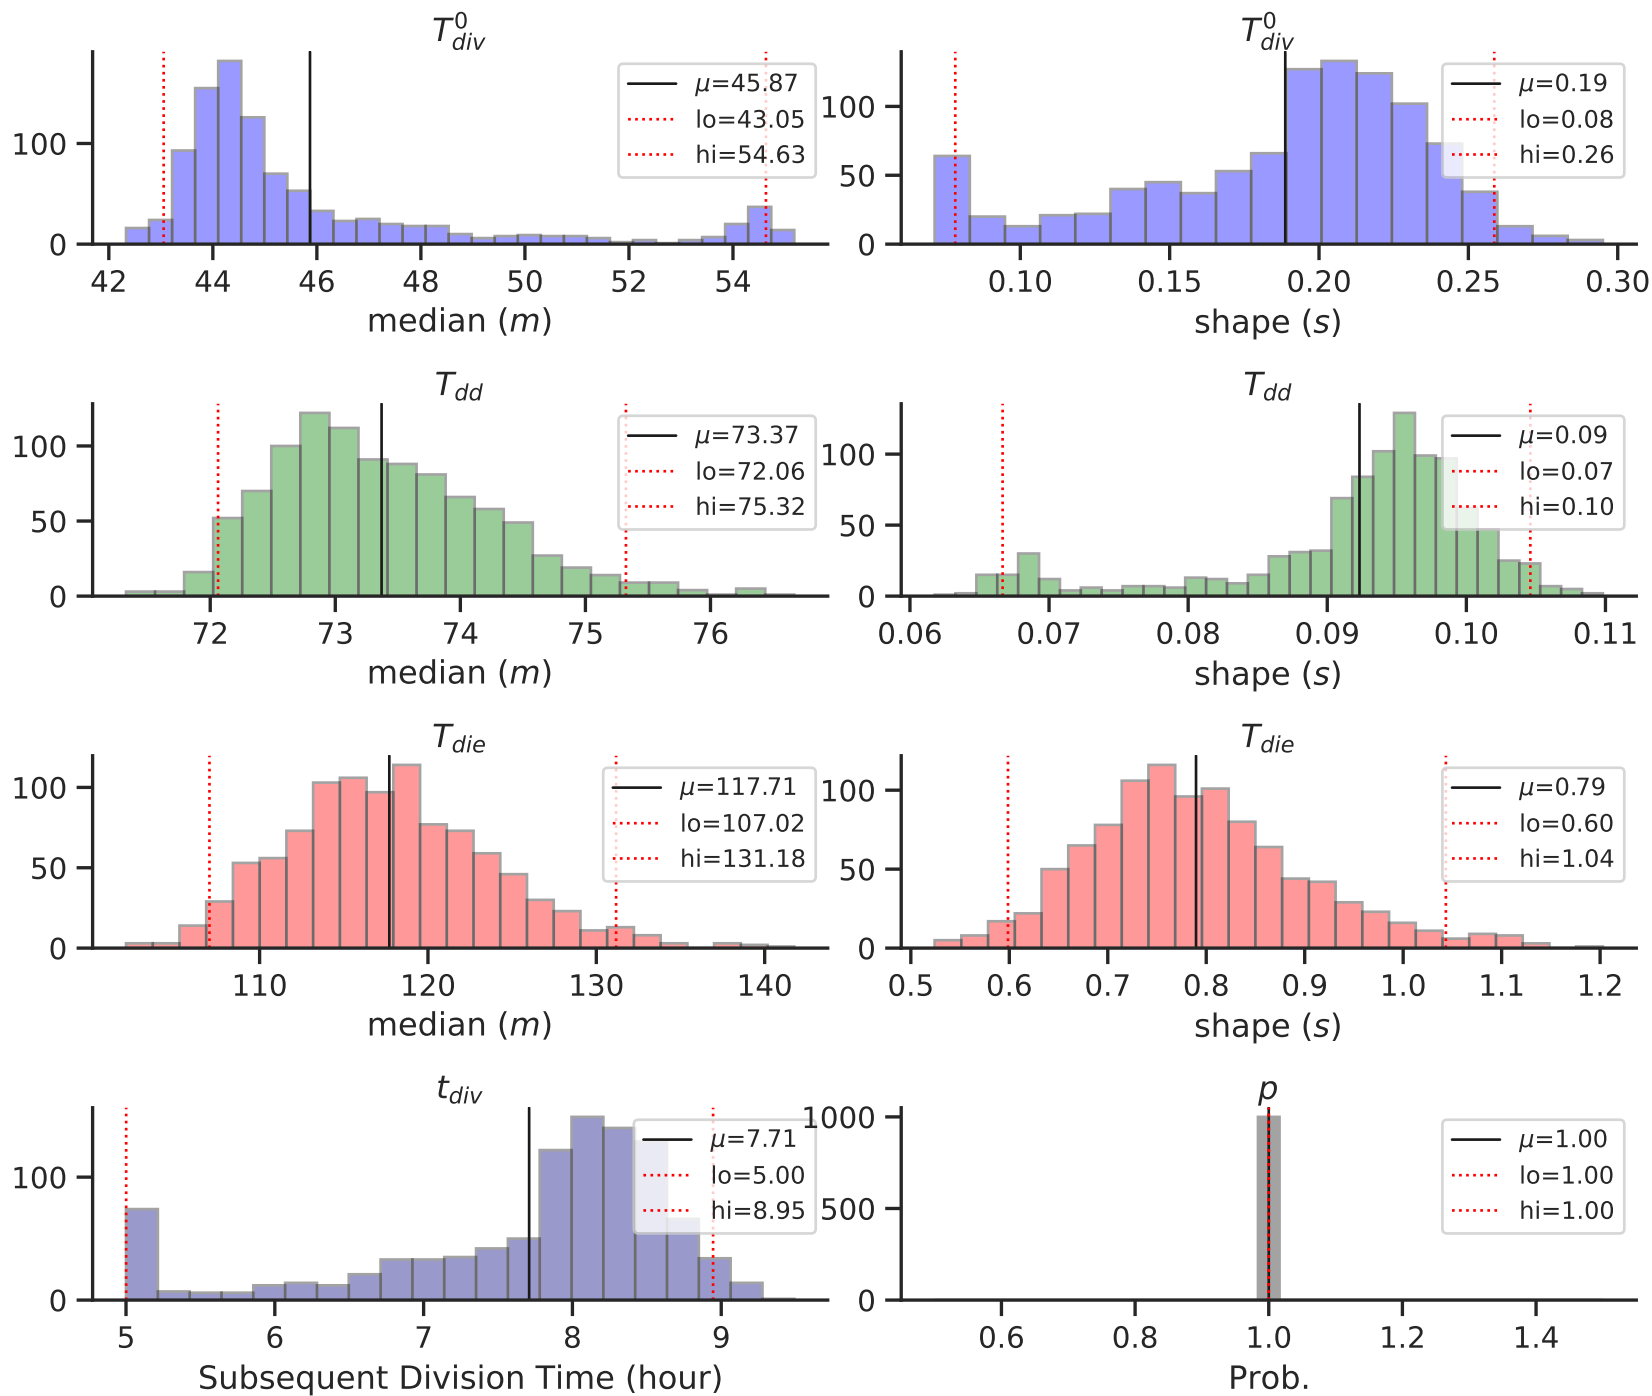 T⁰div
100
0
μ=45.87
lo=43.05
hi=54.63
42 44 46 48 50 52 54
median (m)
T⁰div
100
50
0
μ=0.19
lo=0.08
hi=0.26
0.10 0.15 0.20 0.25 0.30
shape (s)
Tdd
100
50
0
μ=73.37
lo=72.06
hi=75.32
72 73 74 75 76
median (m)
Tdd
100
50
0
μ=0.09
lo=0.07
hi=0.10
0.06 0.07 0.08 0.09 0.10 0.11
shape (s)
Tdie
100
50
0
μ=117.71
lo=107.02
hi=131.18
110 120 130 140
median (m)
Tdie
100
50
0
μ=0.79
lo=0.60
hi=1.04
0.5 0.6 0.7 0.8 0.9 1.0 1.1 1.2
shape (s)
tdiv
100
0
μ=7.71
lo=5.00
hi=8.95
5 6 7 8 9
Subsequent Division Time (hour)
p
1000
500
0
μ=1.00
lo=1.00
hi=1.00
0.6 0.8 1.0 1.2 1.4
Prob.